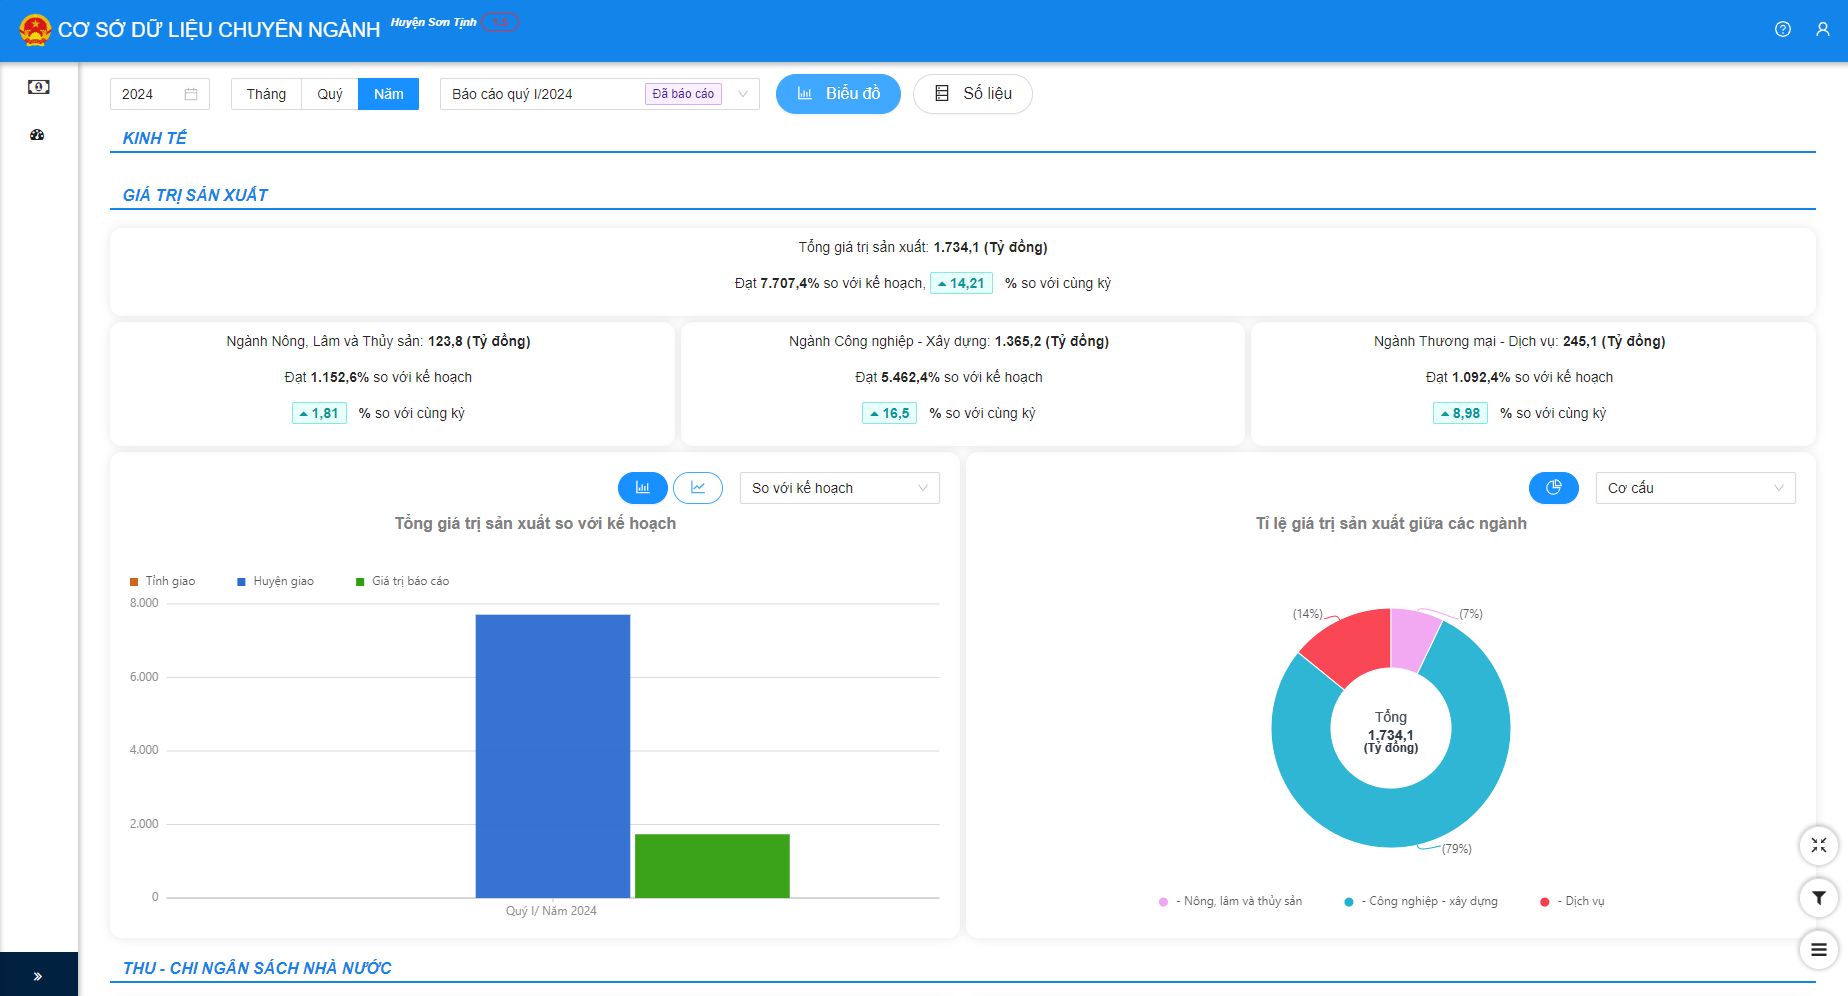 CƠ SỞ DỮ LIỆU CHUYÊN NGÀNH
Huyện Sơn Tịnh
2024
Tháng
Quý
Năm
Báo cáo quý I/2024
Đã báo cáo
Biểu đồ
Số liệu
KINH TẾ
GIÁ TRỊ SẢN XUẤT
Tổng giá trị sản xuất: 1.734,1 (Tỷ đồng)
Đạt 7.707,4% so với kế hoạch, 14,21 % so với cùng kỳ
Ngành Nông, Lâm và Thủy sản: 123,8 (Tỷ đồng)
Đạt 1.152,6% so với kế hoạch
1,81 % so với cùng kỳ
Ngành Công nghiệp - Xây dựng: 1.365,2 (Tỷ đồng)
Đạt 5.462,4% so với kế hoạch
16,5 % so với cùng kỳ
Ngành Thương mại - Dịch vụ: 245,1 (Tỷ đồng)
Đạt 1.092,4% so với kế hoạch
8,98 % so với cùng kỳ
So với kế hoạch
Tổng giá trị sản xuất so với kế hoạch
Tỉnh giao
Huyện giao
Giá trị báo cáo
8.000
6.000
4.000
2.000
0
Quý I/ Năm 2024
Cơ cấu
Tỉ lệ giá trị sản xuất giữa các ngành
(14%)
(7%)
Tổng
1.734,1
(Tỷ đồng)
(79%)
- Nông, lâm và thủy sản
- Công nghiệp - xây dựng
- Dịch vụ
THU - CHI NGÂN SÁCH NHÀ NƯỚC